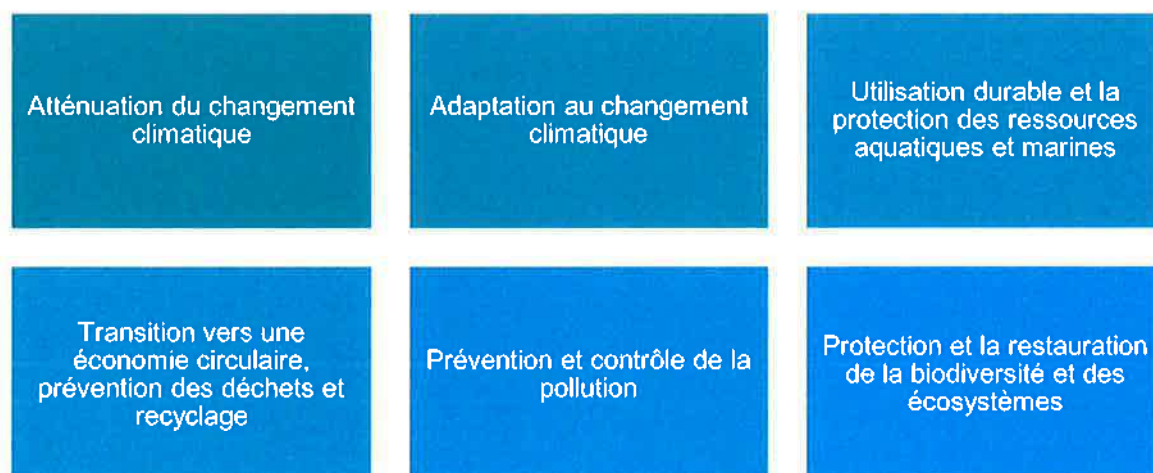 Atténuation du changement
climatique
Adaptation au changement
climatique
Utilisation durable et la
protection des ressources
aquatiques et marines
Transition vers une
économie circulaire,
prévention des déchets et
recyclage
Prévention et contrôle de la
pollution
Protection et la restauration
de la biodiversité et des
écosystèmes